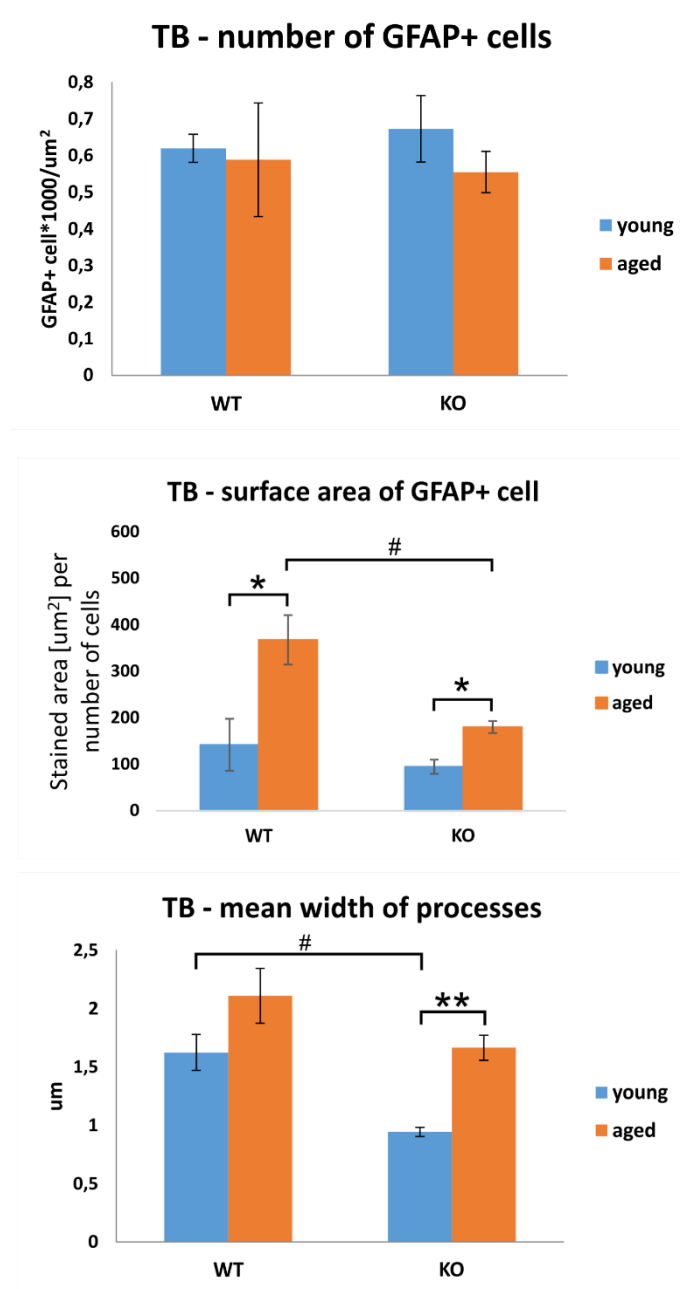 TB - number of GFAP+ cells
0,8
0,7
0,6
0,5
0,4
0,3
0,2
0,1
0
GFAP+ cell*1000/um²
WT
KO
young
aged
TB - surface area of GFAP+ cell
600
500
400
300
200
100
0
Stained area [um²] per
number of cells
*
#
*
WT
KO
young
aged
TB - mean width of processes
2,5
2
1,5
1
0,5
0
um
#
**
WT
KO
young
aged